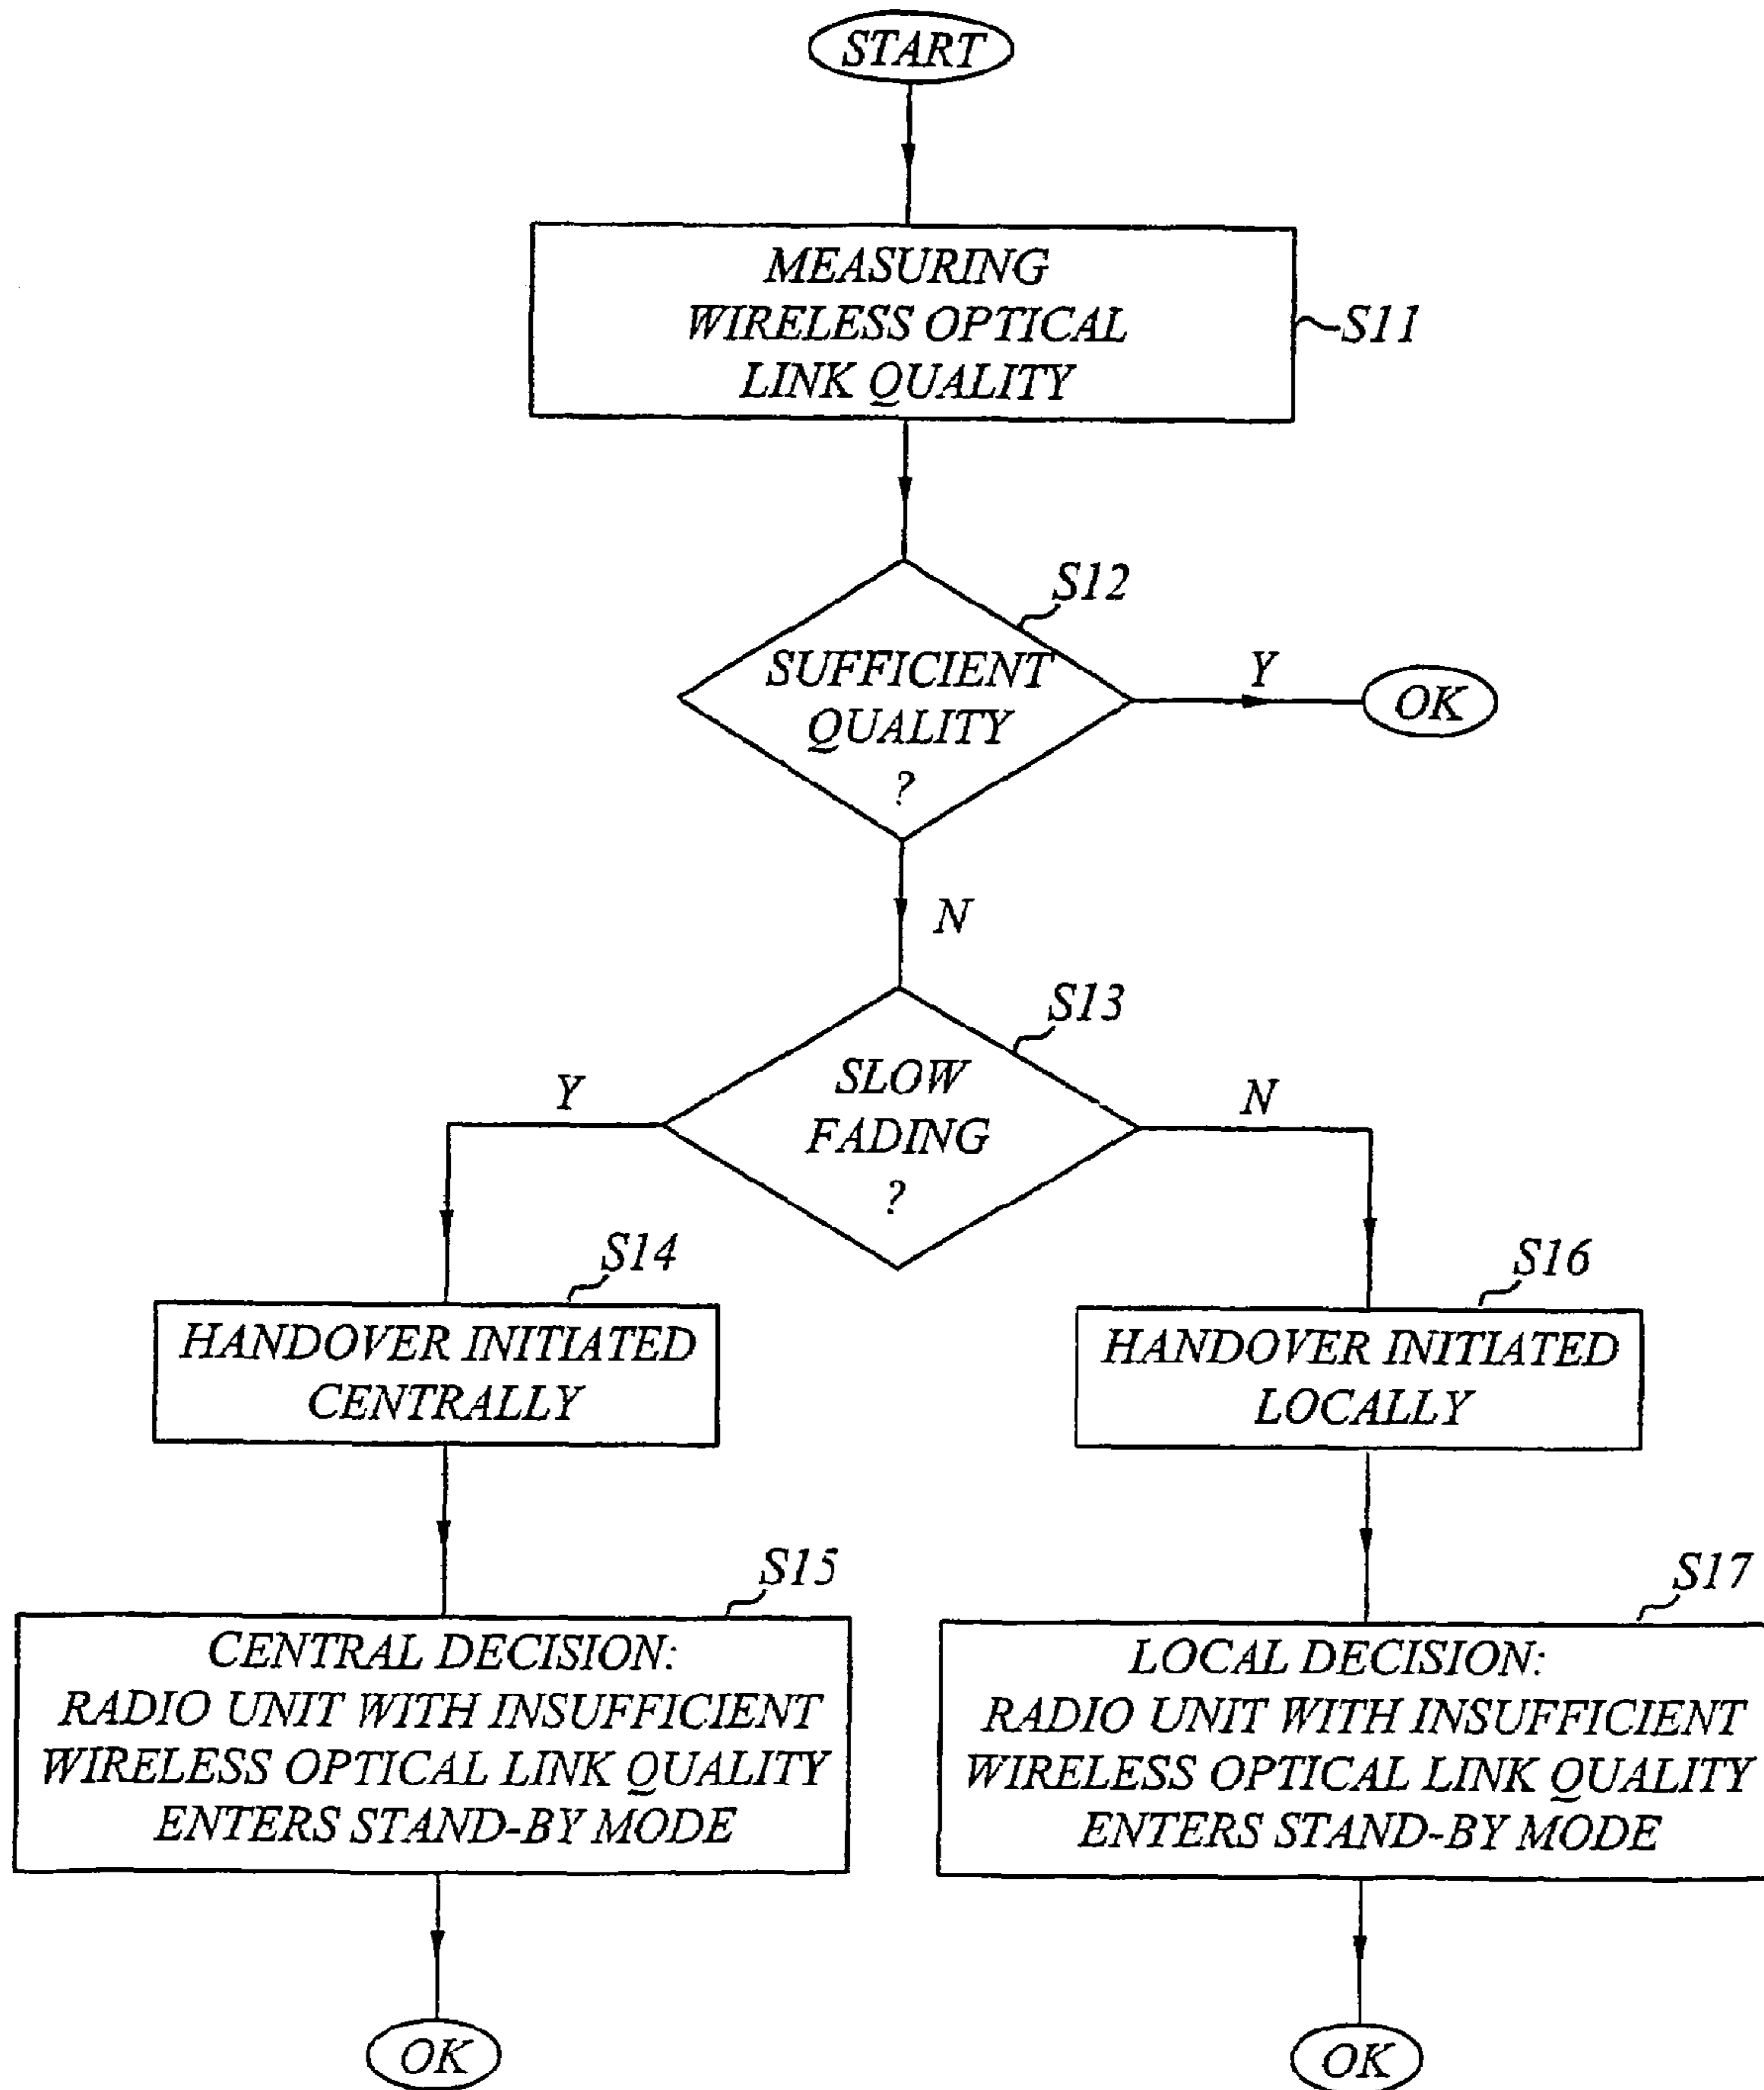 START
MEASURING
WIRELESS OPTICAL
LINK QUALITY
S11
S12
SUFFICIENT
QUALITY
?
Y
OK
N
S13
SLOW
FADING
?
Y
N
S14
HANDOVER INITIATED
CENTRALLY
S16
HANDOVER INITIATED
LOCALLY
S15
CENTRAL DECISION:
RADIO UNIT WITH INSUFFICIENT
WIRELESS OPTICAL LINK QUALITY
ENTERS STAND-BY MODE
S17
LOCAL DECISION:
RADIO UNIT WITH INSUFFICIENT
WIRELESS OPTICAL LINK QUALITY
ENTERS STAND-BY MODE
OK
OK